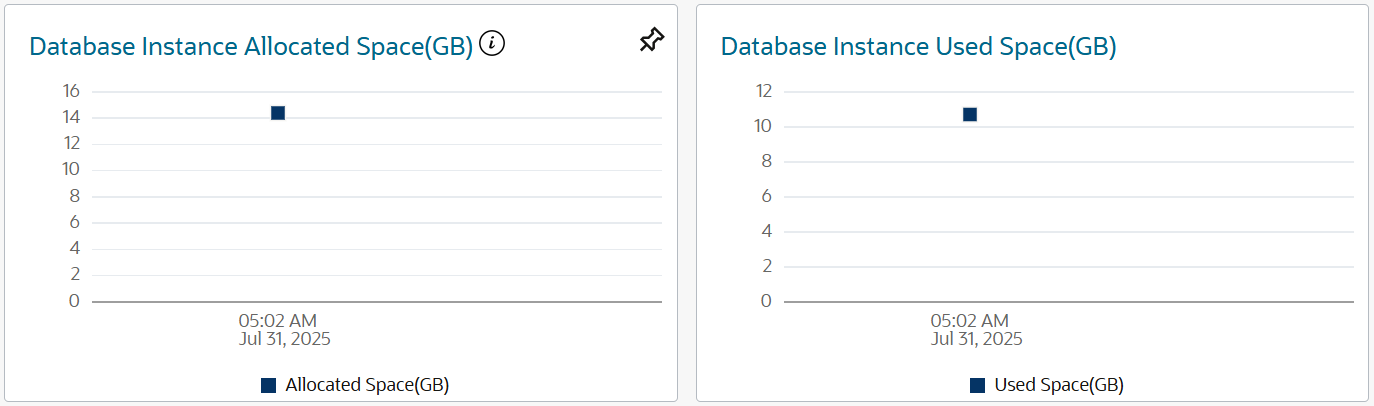 Database Instance Allocated Space(GB) i
16
14
12
10
8
6
4
2
0
05:02 AM
Jul 31, 2025
Allocated Space(GB)
Database Instance Used Space(GB)
12
10
8
6
4
2
0
05:02 AM
Jul 31, 2025
Used Space(GB)